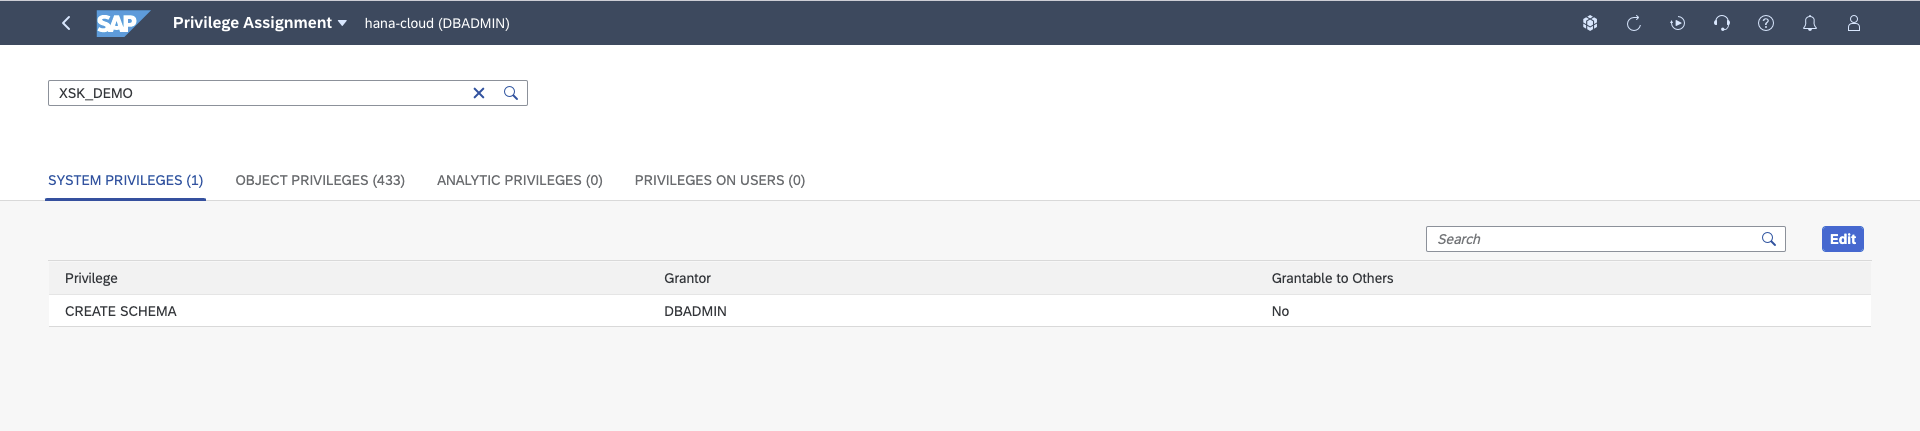 SAP Privilege Assignment hana-cloud (DBADMIN)
XSK_DEMO
SYSTEM PRIVILEGES (1) OBJECT PRIVILEGES (433) ANALYTIC PRIVILEGES (0) PRIVILEGES ON USERS (0)
Search Edit
Privilege Grantor Grantable to Others
CREATE SCHEMA DBADMIN No